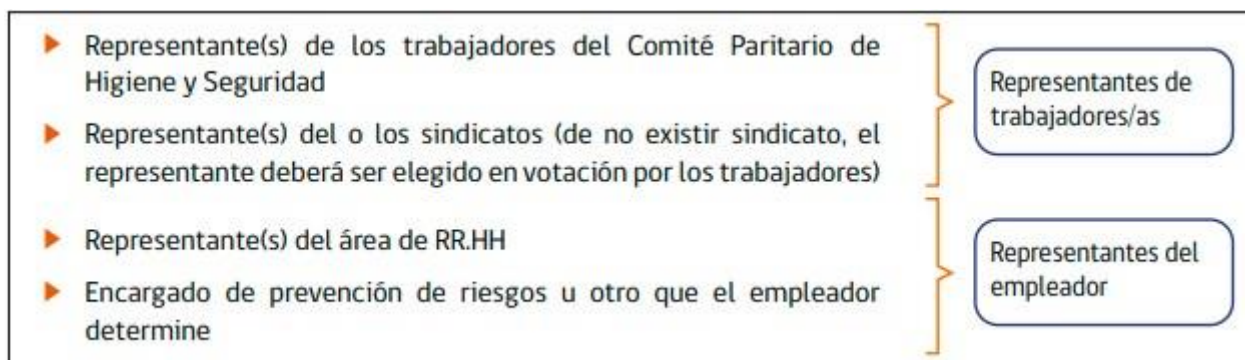 Representante(s) de los trabajadores del Comité Paritario de
Higiene y Seguridad
Representante(s) del o los sindicatos (de no existir sindicato, el
representante deberá ser elegido en votación por los trabajadores)
Representantes de
trabajadores/as
Representante(s) del área de RR.HH
Encargado de prevención de riesgos u otro que el empleador
determine
Representantes del
empleador